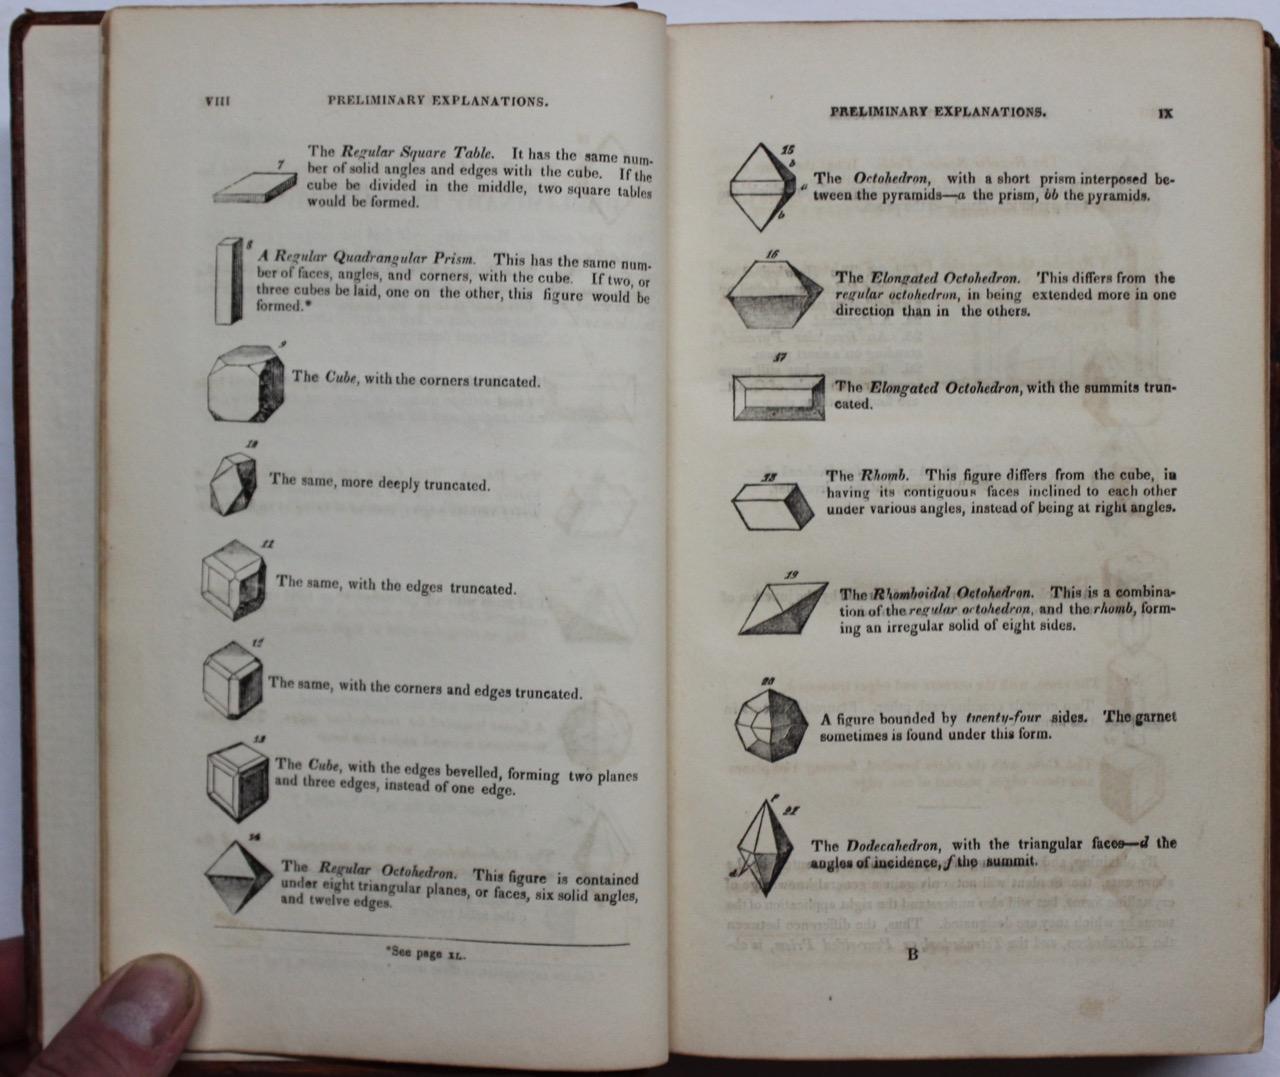 VIII PRELIMINARY EXPLANATIONS.
7
The Regular Square Table. It has the same num-
ber of solid angles and edges with the cube. If the
cube be divided in the middle, two square tables
would be formed.
8
A Regular Quadrangular Prism. This has the same num-
ber of faces, angles, and corners, with the cube. If two, or
three cubes be laid, one on the other, this figure would be
formed.*
9
The Cube, with the corners truncated.
10
The same, more deeply truncated.
11
The same, with the edges truncated.
12
The same, with the corners and edges truncated.
13
The Cube, with the edges bevelled, forming two planes
and three edges, instead of one edge.
14
The Regular Octohedron. This figure is contained
under eight triangular planes, or faces, six solid angles,
and twelve edges.
*See page XL.
PRELIMINARY EXPLANATIONS. IX
15
b
a
b
The Octohedron, with a short prism interposed be-
tween the pyramids—a the prism, bb the pyramids.
16
The Elongated Octohedron. This differs from the
regular octohedron, in being extended more in one
direction than in the others.
17
The Elongated Octohedron, with the summits trun-
cated.
18
The Rhomb. This figure differs from the cube, in
having its contiguous faces inclined to each other
under various angles, instead of being at right angles.
19
The Rhomboidal Octohedron. This is a combina-
tion of the regular octohedron, and the rhomb, form-
ing an irregular solid of eight sides.
20
A figure bounded by twenty-four sides. The garnet
sometimes is found under this form.
f
21
d
The Dodecahedron, with the triangular faces—d the
angles of incidence, f the summit.
B